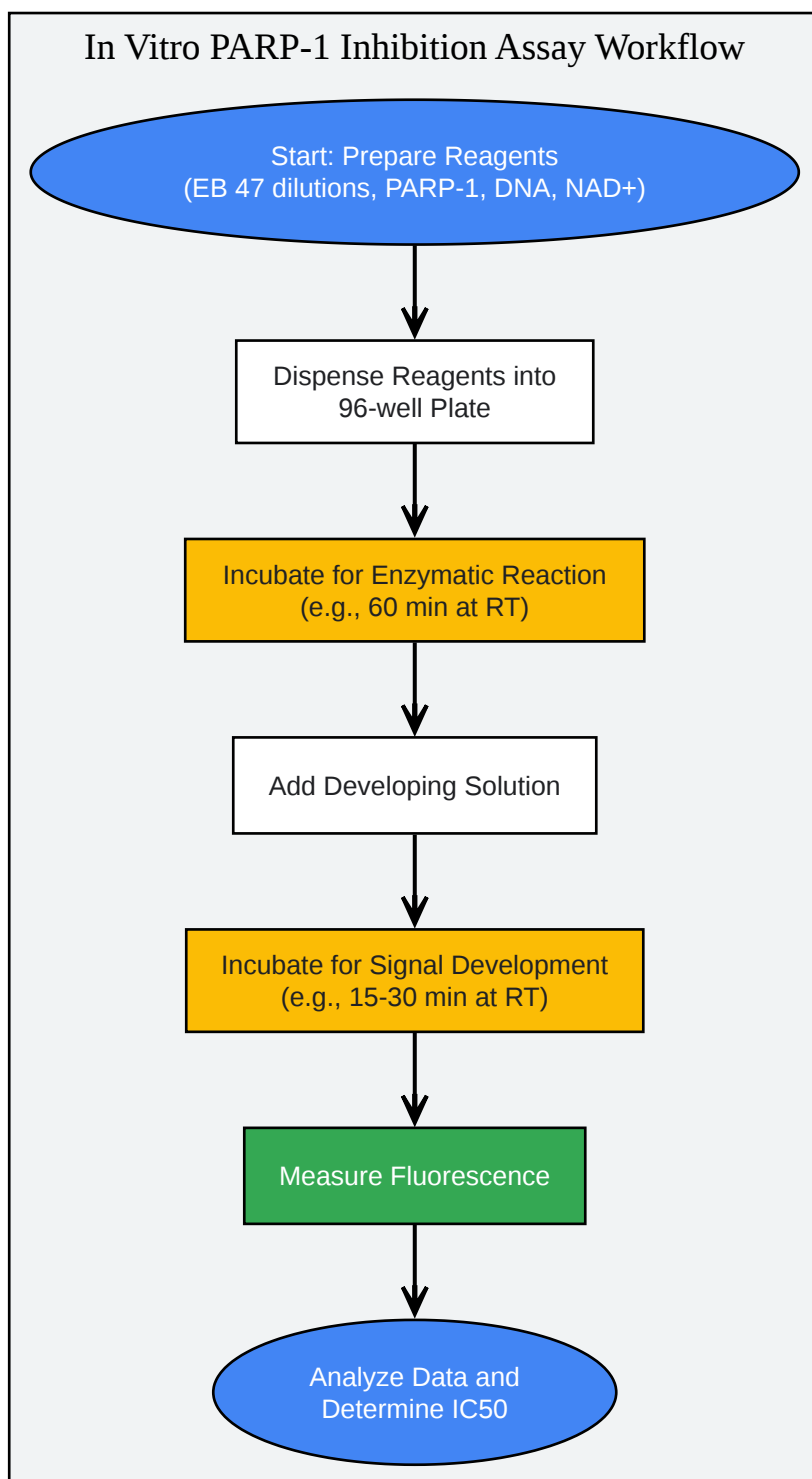 In Vitro PARP-1 Inhibition Assay Workflow
Start: Prepare Reagents
(EB 47 dilutions, PARP-1, DNA, NAD+)
Dispense Reagents into
96-well Plate
Incubate for Enzymatic Reaction
(e.g., 60 min at RT)
Add Developing Solution
Incubate for Signal Development
(e.g., 15-30 min at RT)
Measure Fluorescence
Analyze Data and
Determine IC50